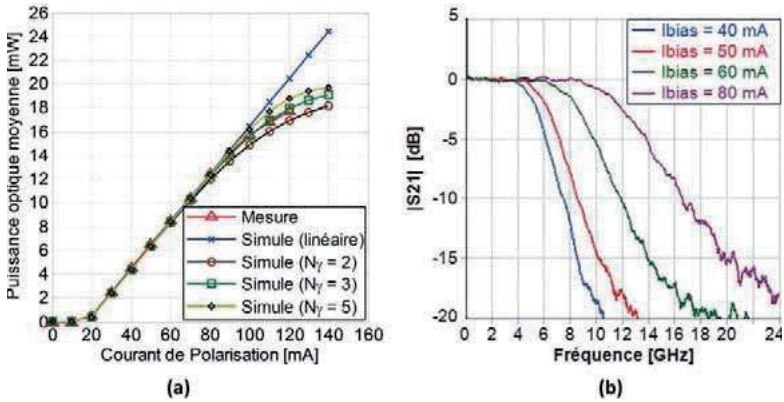 Puissance optique moyenne [mW]
26
24
22
20
18
16
14
12
10
8
6
4
2
0
Mesure
Simule (linéaire)
Simule (Nγ = 2)
Simule (Nγ = 3)
Simule (Nγ = 5)
0 20 40 60 80 100 120 140 160
Courant de Polarisation [mA]
(a)
|S21| [dB]
5
0
-5
-10
-15
-20
Ibias = 40 mA
Ibias = 50 mA
Ibias = 60 mA
Ibias = 80 mA
0 2 4 6 8 10 12 14 18 20 24
Fréquence [GHz]
(b)